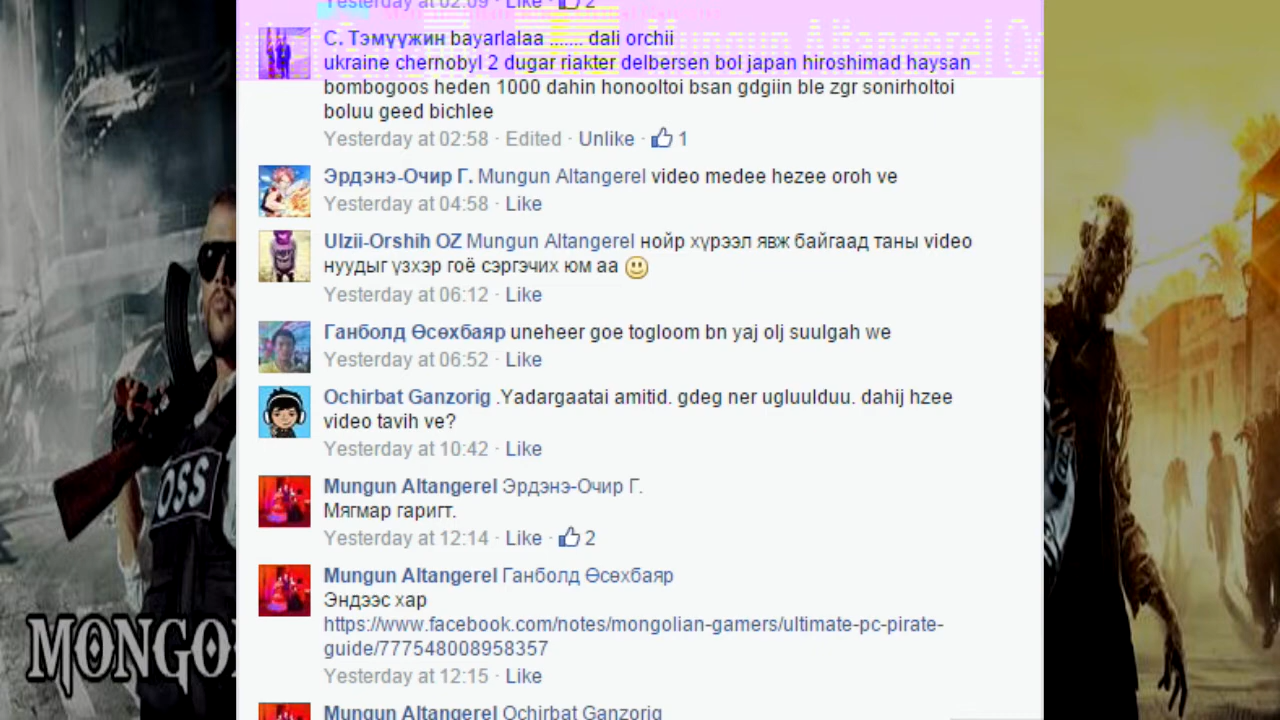 Yesterday at 02:09 · Like · 2
С. Тэмүүжин bayarlalaa ....... dali orchii
ukraine chernobyl 2 dugar riakter delbersen bol japan hiroshimad haysan
bombogoos heden 1000 dahin honooltoi bsan gdgiin ble zgr sonirholtoi
boluu geed bichlee
Yesterday at 02:58 · Edited · Unlike · 1
Эрдэнэ-Очир Г. Mungun Altangerel video medee hezee oroh ve
Yesterday at 04:58 · Like
Ulzii-Orshih OZ Mungun Altangerel нойр хүрээл явж байгаад таны video
нуудыг үзхэр гоё сэргэчих юм аа
Yesterday at 06:12 · Like
Ганболд Өсөхбаяр uneheer goe togloom bn yaj olj suulgah we
Yesterday at 06:52 · Like
Ochirbat Ganzorig .Yadargaatai amitid. gdeg ner ugluulduu. dahij hzee
video tavih ve?
Yesterday at 10:42 · Like
Mungun Altangerel Эрдэнэ-Очир Г.
Мягмар гаригт.
Yesterday at 12:14 · Like · 2
Mungun Altangerel Ганболд Өсөхбаяр
Эндээс хар
https://www.facebook.com/notes/mongolian-gamers/ultimate-pc-pirate-
guide/777548008958357
Yesterday at 12:15 · Like
Mungun Altangerel Ochirbat Ganzorig
OSS
MONGO